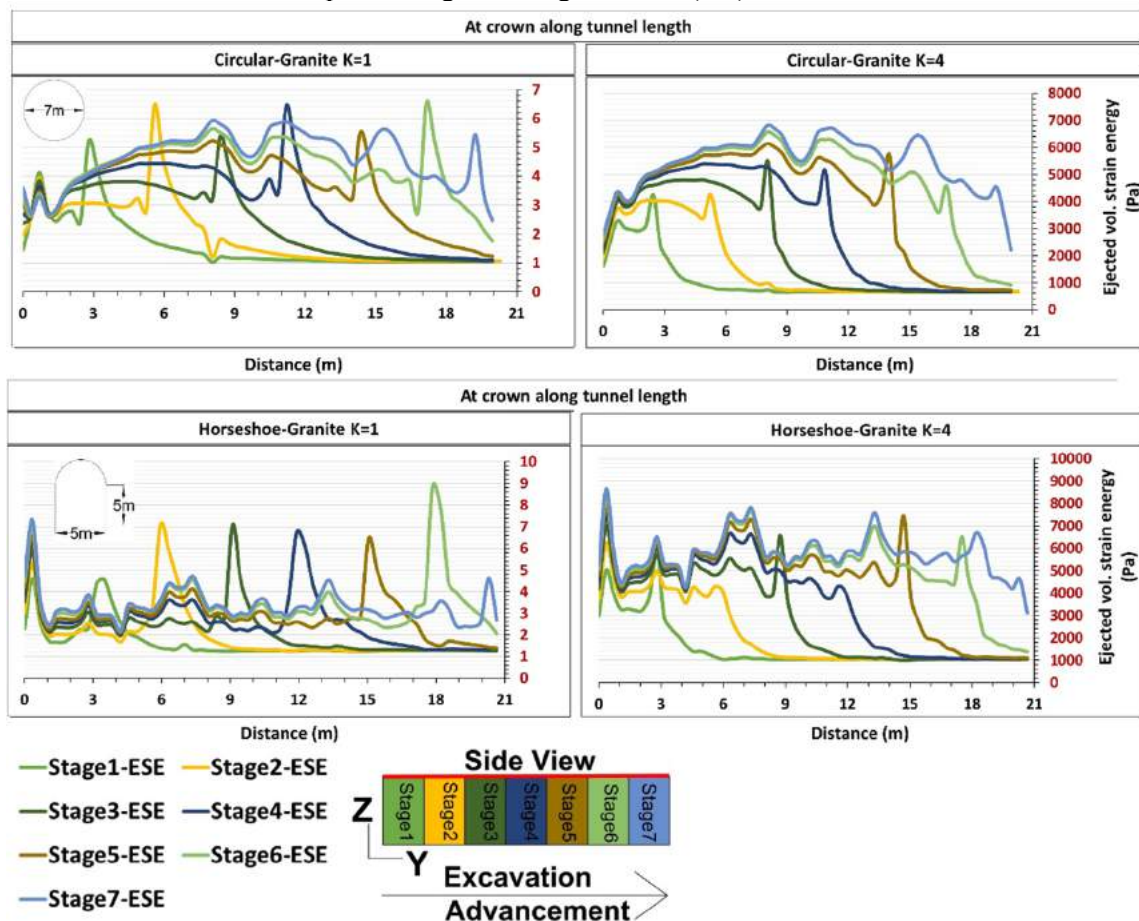 At crown along tunnel length
Circular-Granite K=1
Circular-Granite K=4
7m
7
6
5
4
3
2
1
0
0 3 6 9 12 15 18 21
Distance (m)
8000
7000
6000
5000
4000
3000
2000
1000
0
Ejected vol. strain energy
(Pa)
0 3 6 9 12 15 18 21
Distance (m)
At crown along tunnel length
Horseshoe-Granite K=1
Horseshoe-Granite K=4
5m
5m
10
9
8
7
6
5
4
3
2
1
0
0 3 6 9 12 15 18 21
Distance (m)
10000
9000
8000
7000
6000
5000
4000
3000
2000
1000
0
Ejected vol. strain energy
(Pa)
0 3 6 9 12 15 18 21
Distance (m)
Stage1-ESE Stage2-ESE
Stage3-ESE Stage4-ESE
Stage5-ESE Stage6-ESE
Stage7-ESE
Side View
Z
Y
Stage1
Stage2
Stage3
Stage4
Stage5
Stage6
Stage7
Excavation
Advancement